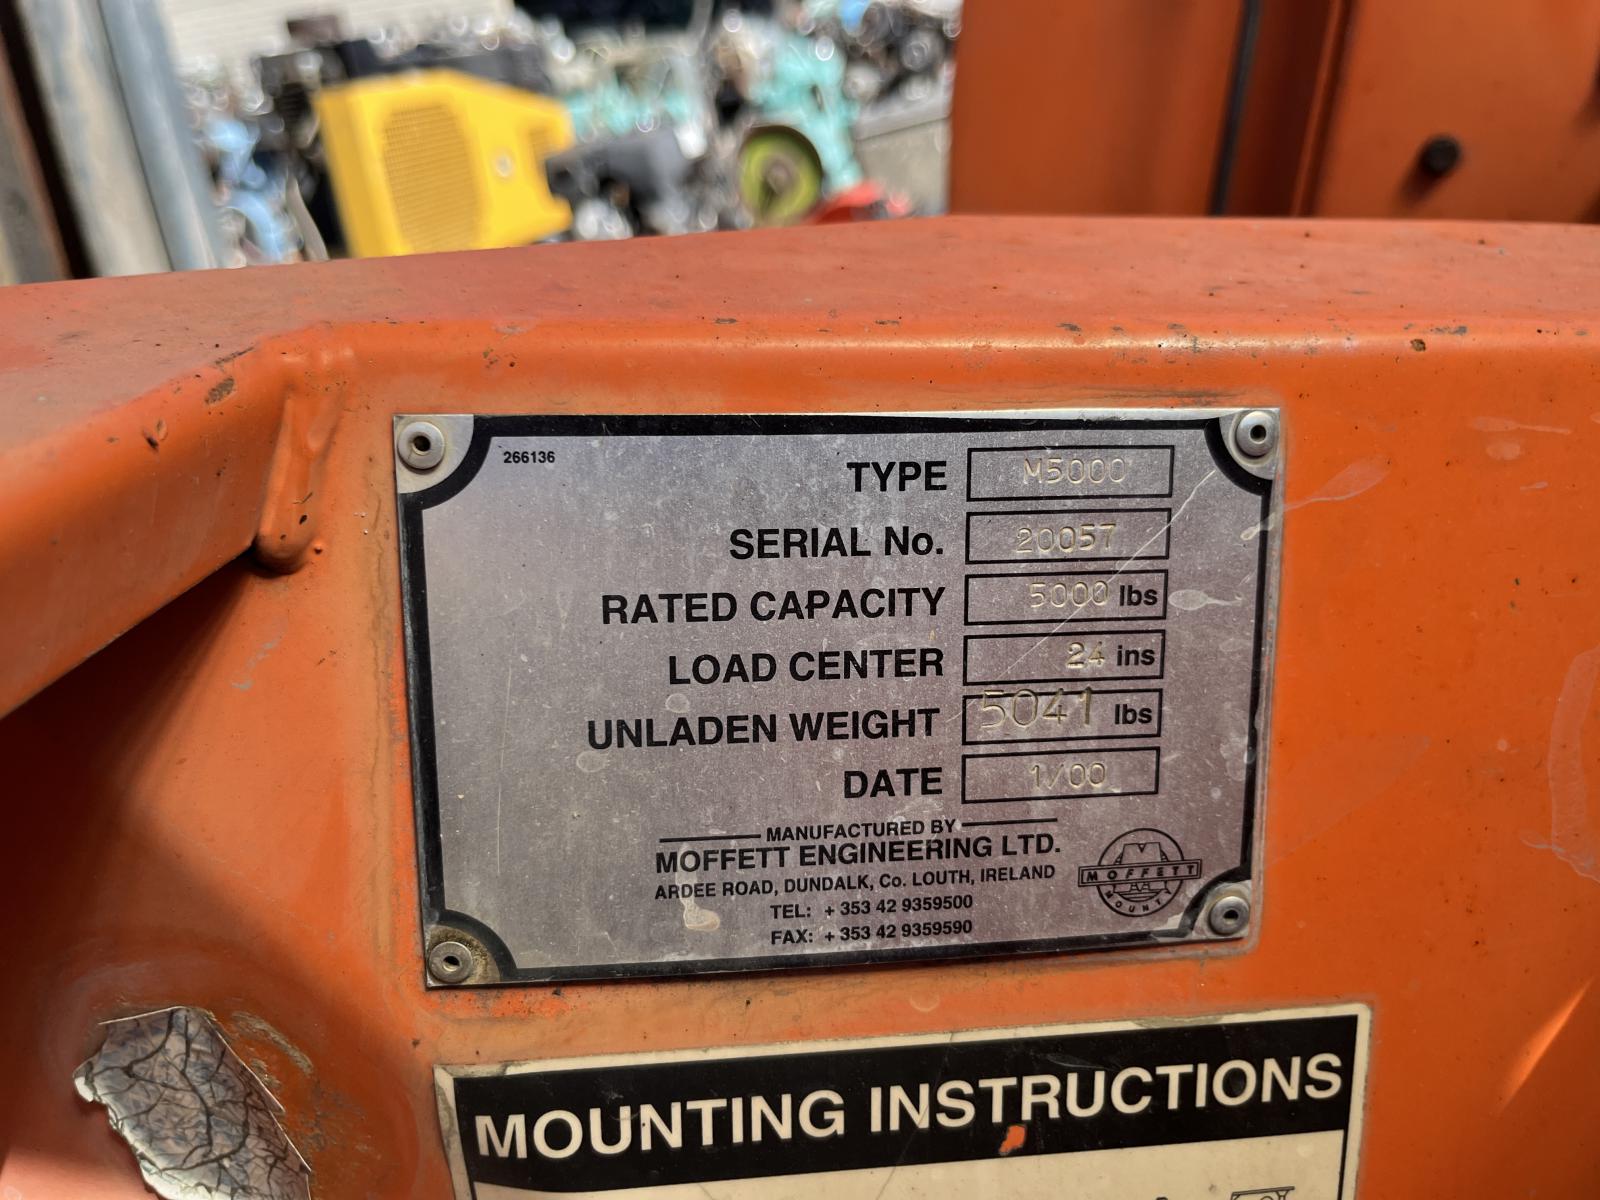 266136
TYPE M5000
SERIAL No. 20057
RATED CAPACITY 5000 lbs
LOAD CENTER 24 ins
UNLADEN WEIGHT 5041 lbs
DATE 1/00
MANUFACTURED BY
MOFFETT ENGINEERING LTD.
ARDEE ROAD, DUNDALK, Co. LOUTH, IRELAND
TEL: + 353 42 9359500
FAX: + 353 42 9359590
MOFFETT
MOUNTY
MOUNTING INSTRUCTIONS